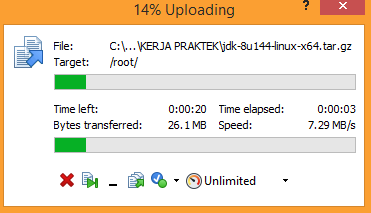 14% Uploading
? X
File: C:\...\KERJA PRAKTEK\jdk-8u144-linux-x64.tar.gz
Target: /root/
Time left: 0:00:20 Time elapsed: 0:00:03
Bytes transferred: 26.1 MB Speed: 7.29 MB/s
Unlimited